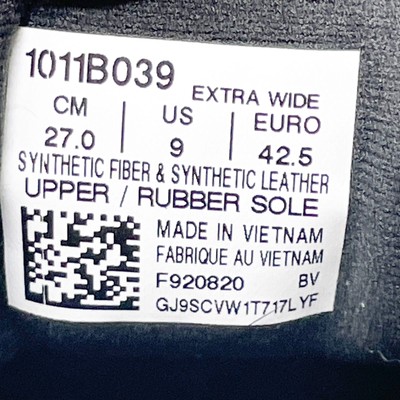 1011B039
EXTRA WIDE
CM | US | EURO
27.0 | 9 | 42.5
SYNTHETIC FIBER & SYNTHETIC LEATHER
UPPER / RUBBER SOLE
MADE IN VIETNAM
FABRIQUE AU VIETNAM
F920820 BV
GJ9SCVW1T717LYF